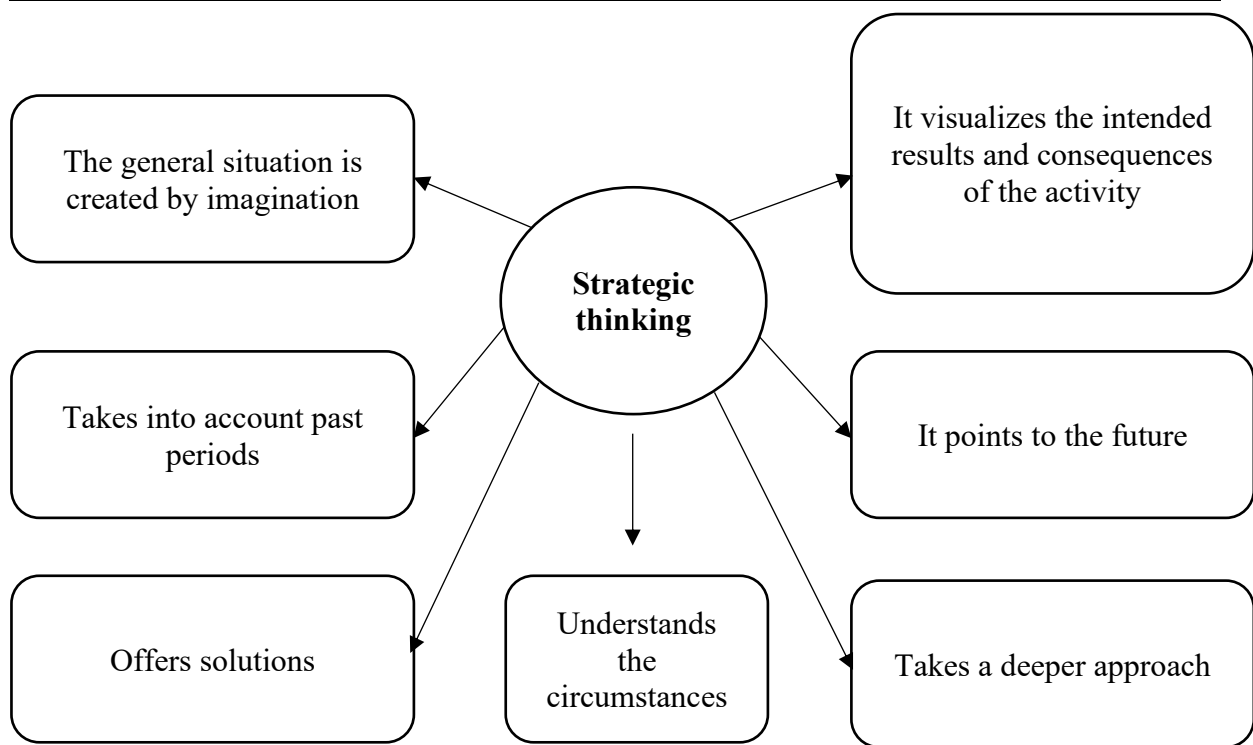 The general situation is
created by imagination
It visualizes the intended
results and consequences
of the activity
Strategic
thinking
Takes into account past
periods
It points to the future
Offers solutions
Understands
the
circumstances
Takes a deeper approach